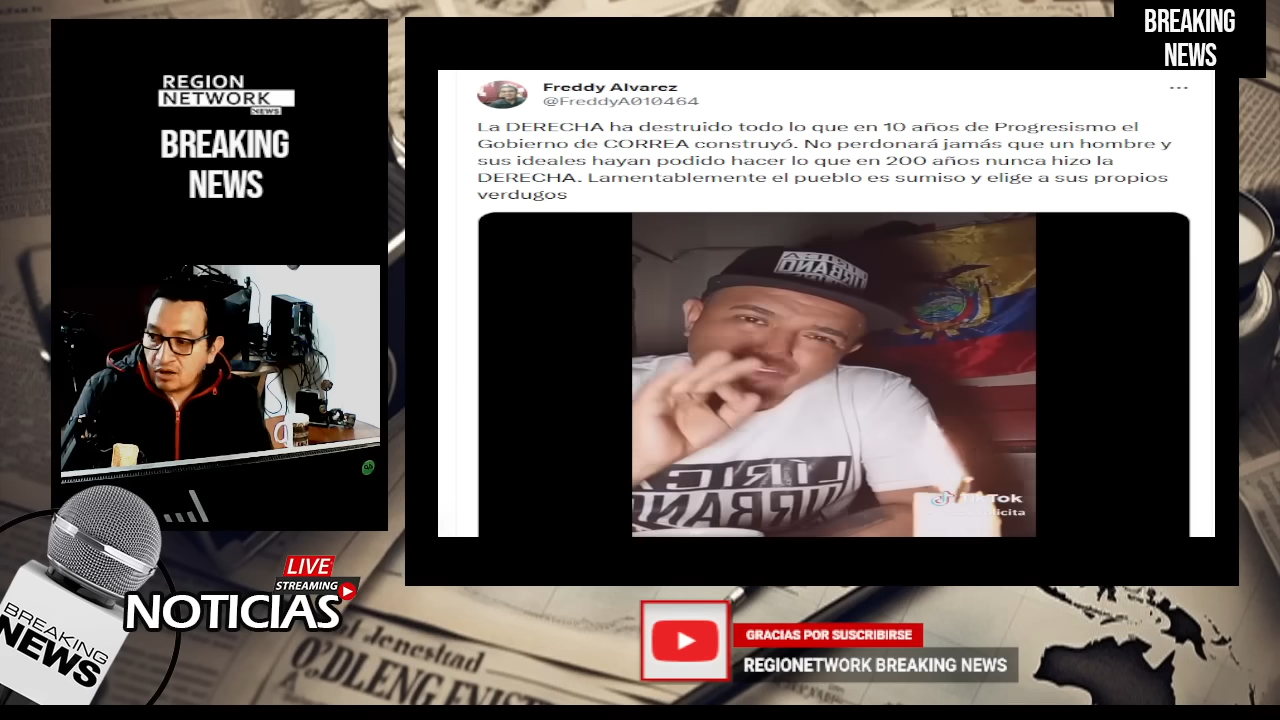 BREAKING
NEWS
REGION
NETWORK
NEWS
BREAKING
NEWS
Freddy Alvarez
@FreddyA010464
La DERECHA ha destruído todo lo que en 10 años de Progresismo el
Gobierno de CORREA construyó. No perdonará jamás que un hombre y
sus ideales hayan podido hacer lo que en 200 años nunca hizo la
DERECHA. Lamentablemente el pueblo es sumiso y elige a sus propios
verdugos
URBANO
LIRICA
URBANO
TikTok
BREAKING
NEWS
LIVE
STREAMING
NOTICIAS
GRACIAS POR SUSCRIBIRSE
REGIONETWORK BREAKING NEWS